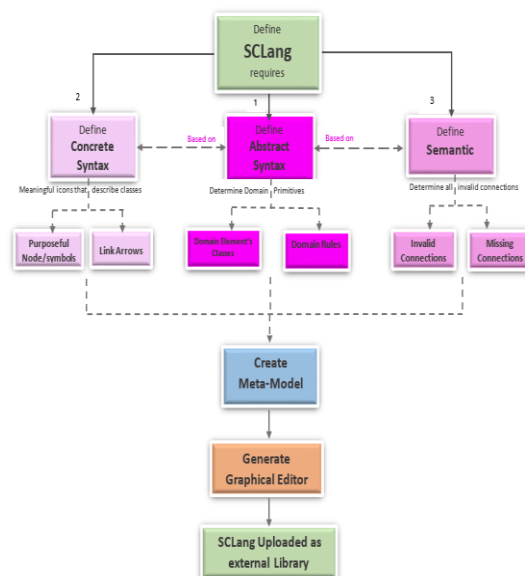 Define
SCLang
requires
2
1
3
Define
Concrete
Syntax
Based on
Define
Abstract
Syntax
Based on
Define
Semantic
Meaningful icons that describe classes
Determine Domain Primitives
Determine all invalid connections
Purposeful
Node/symbols
Link Arrows
Domain Element's
Classes
Domain Rules
Invalid
Connections
Missing
Connections
Create
Meta-Model
Generate
Graphical Editor
SCLang Uploaded as
external Library